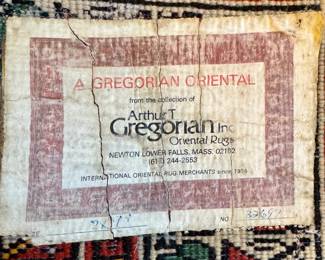 A GREGORIAN ORIENTAL
from the collection of
Arthur T.
Gregorian Inc
Oriental Rugs
NEWTON LOWER FALLS, MASS. 02162
(617) 244-2553
INTERNATIONAL ORIENTAL RUG MERCHANTS since
NO.